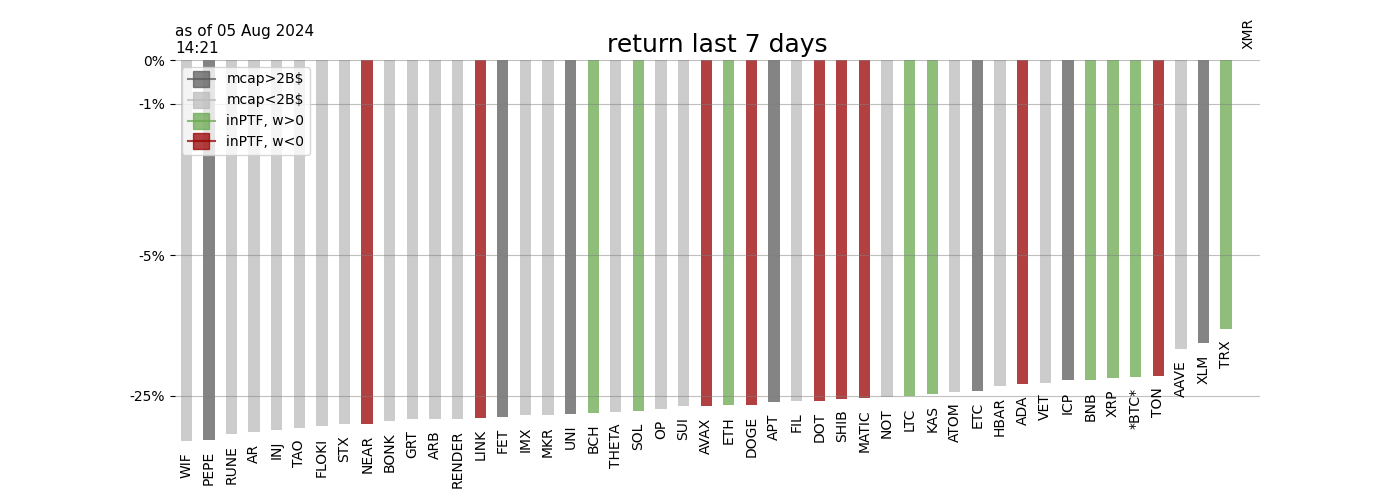 as of 05 Aug 2024
14:21
return last 7 days
XMR
0%
-1%
-5%
-25%
mcap>2B$
mcap<2B$
inPTF, w>0
inPTF, w<0
WIF
PEPE
RUNE
AR
INJ
TAO
FLOKI
STX
NEAR
BONK
GRT
ARB
RENDER
LINK
FET
IMX
MKR
UNI
BCH
THETA
SOL
OP
SUI
AVAX
ETH
DOGE
APT
FIL
DOT
SHIB
MATIC
NOT
LTC
KAS
ATOM
ETC
HBAR
ADA
VET
ICP
BNB
XRP
*BTC*
TON
AAVE
XLM
TRX